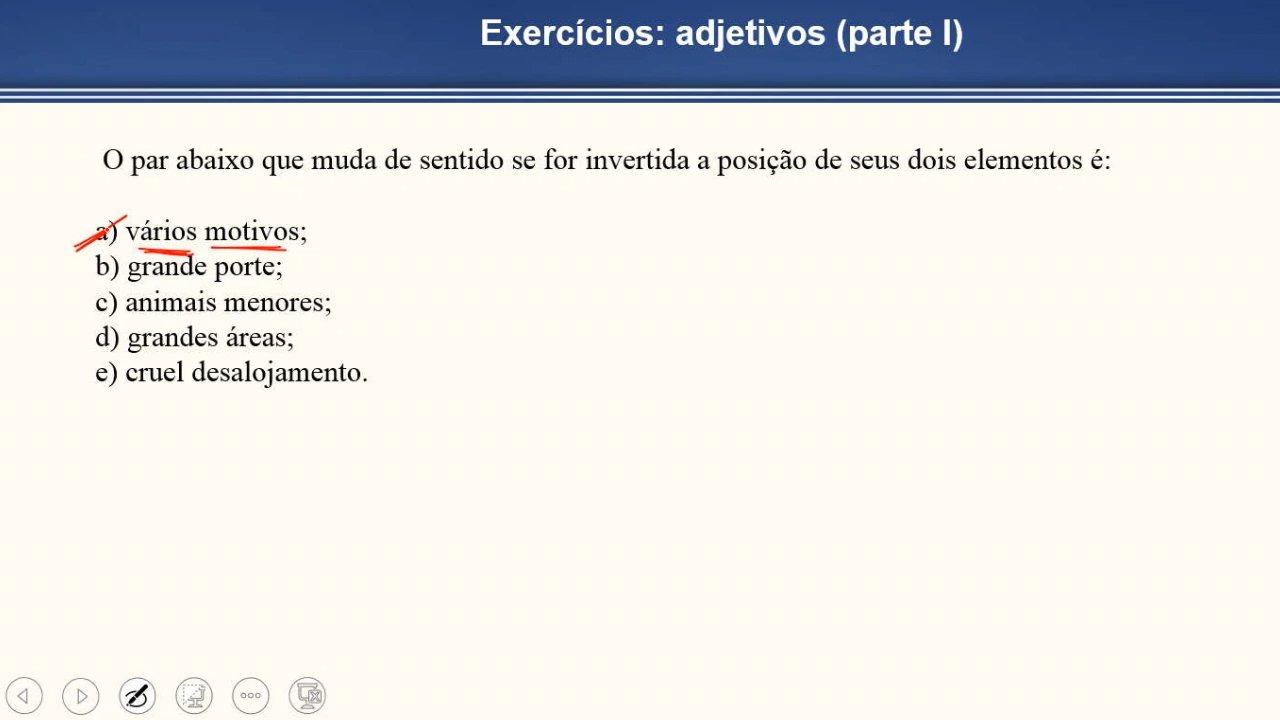 Exercícios: adjetivos (parte I)
O par abaixo que muda de sentido se for invertida a posição de seus dois elementos é:
a) vários motivos;
b) grande porte;
c) animais menores;
d) grandes áreas;
e) cruel desalojamento.